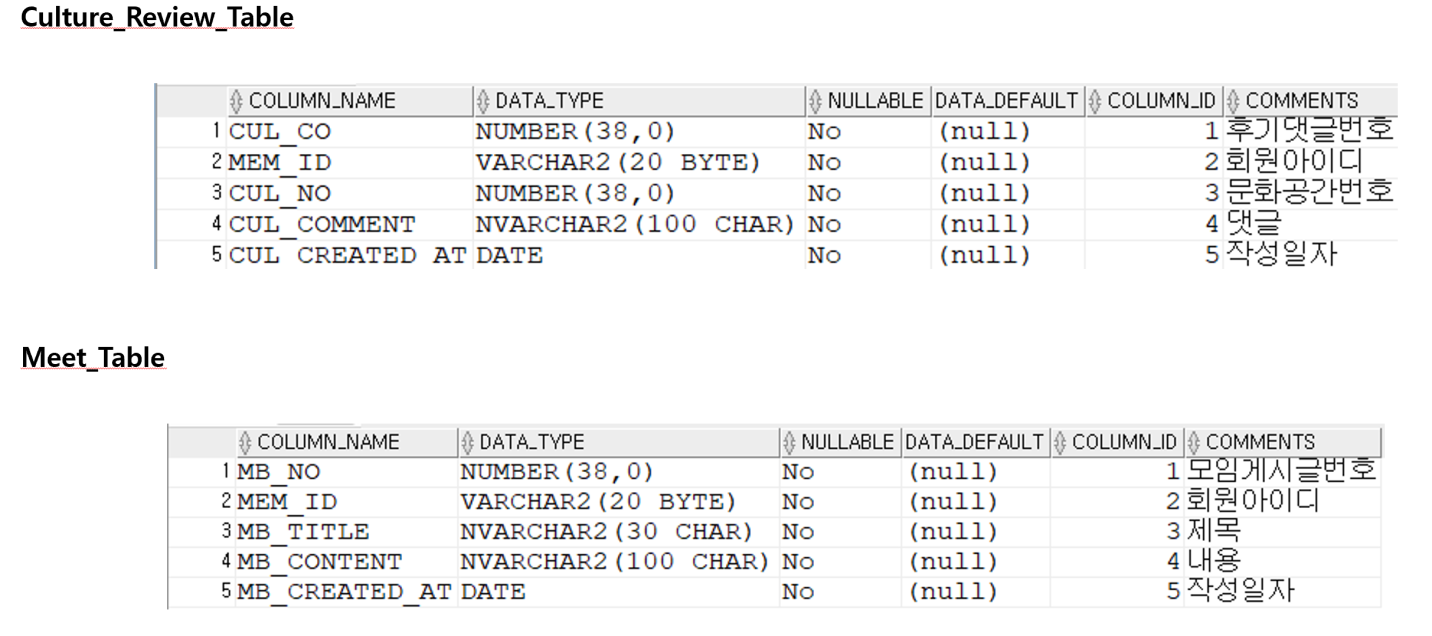 Culture_Review_Table
COLUMN_NAME DATA_TYPE NULLABLE DATA_DEFAULT COLUMN_ID COMMENTS
1 CUL_CO NUMBER(38,0) No (null) 1 후기댓글번호
2 MEM_ID VARCHAR2(20 BYTE) No (null) 2 회원아이디
3 CUL_NO NUMBER(38,0) No (null) 3 문화공간번호
4 CUL_COMMENT NVARCHAR2(100 CHAR) No (null) 4 댓글
5 CUL_CREATED_AT DATE No (null) 5 작성일자
Meet_Table
COLUMN_NAME DATA_TYPE NULLABLE DATA_DEFAULT COLUMN_ID COMMENTS
1 MB_NO NUMBER(38,0) No (null) 1 모임게시글번호
2 MEM_ID VARCHAR2(20 BYTE) No (null) 2 회원아이디
3 MB_TITLE NVARCHAR2(30 CHAR) No (null) 3 제목
4 MB_CONTENT NVARCHAR2(100 CHAR) No (null) 4 내용
5 MB_CREATED_AT DATE No (null) 5 작성일자